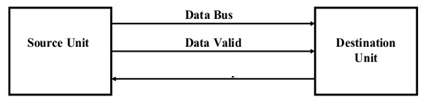 Data Bus
Source Unit
Data Valid
Destination
Unit